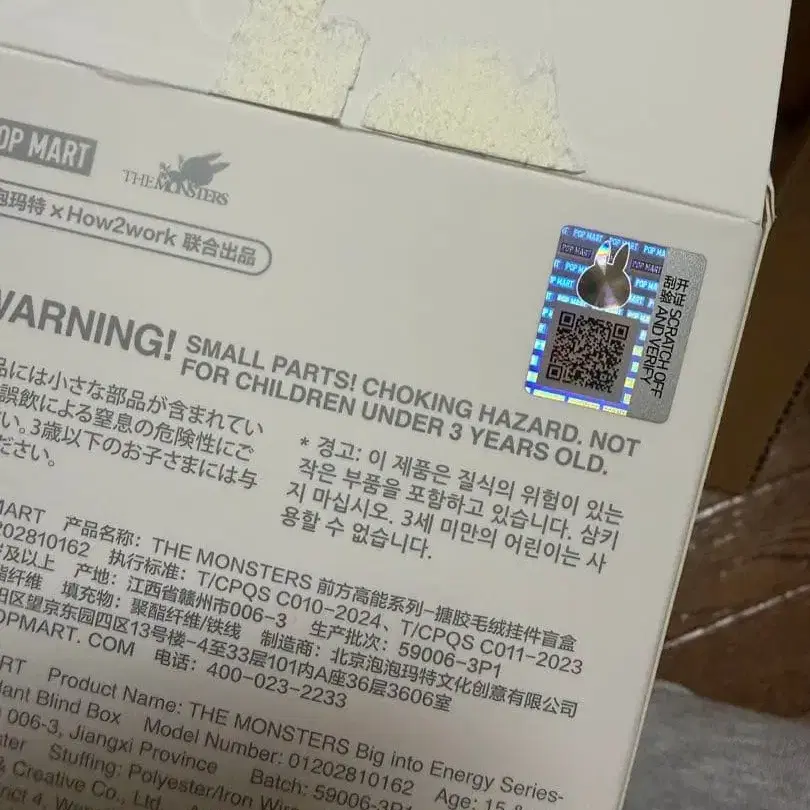 POP MART
THE MONSTERS
泡玛特 × How2work 联合出品
POP MART
开 SCRATCH OFF
刮验 AND VERIFY
WARNING! SMALL PARTS! CHOKING HAZARD. NOT
FOR CHILDREN UNDER 3 YEARS OLD.
品には小さな部品が含まれてい
誤飲による窒息の危険性にご
い。3歳以下のお子さまには与
ださい。
* 경고: 이 제품은 질식의 위험이 있는
작은 부품을 포함하고 있습니다. 삼키
지 마십시오. 3세 미만의 어린이는 사
용할 수 없습니다.
MART 产品名称: THE MONSTERS 前方高能系列-搪胶毛绒挂件盲盒
202810162 执行标准: T/CPQS C010-2024、T/CPQS C011-2023
及以上 产地: 江西省赣州市006-3 生产批次: 59006-3P1
酯纤维 填充物: 聚酯纤维/铁线 制造商: 北京泡泡玛特文化创意有限公司
阳区望京东园四区13号楼-4至33层101内A座36层3606室
POPMART. COM 电话: 400-023-2233
MART Product Name: THE MONSTERS Big into Energy Series-
dant Blind Box Model Number: 01202810162 Age: 15 &
006-3, Jiangxi Province Batch: 59006-3P1
ster Stuffing: Polyester/Iron Wire
& Creative Co., Ltd.
rict 4,